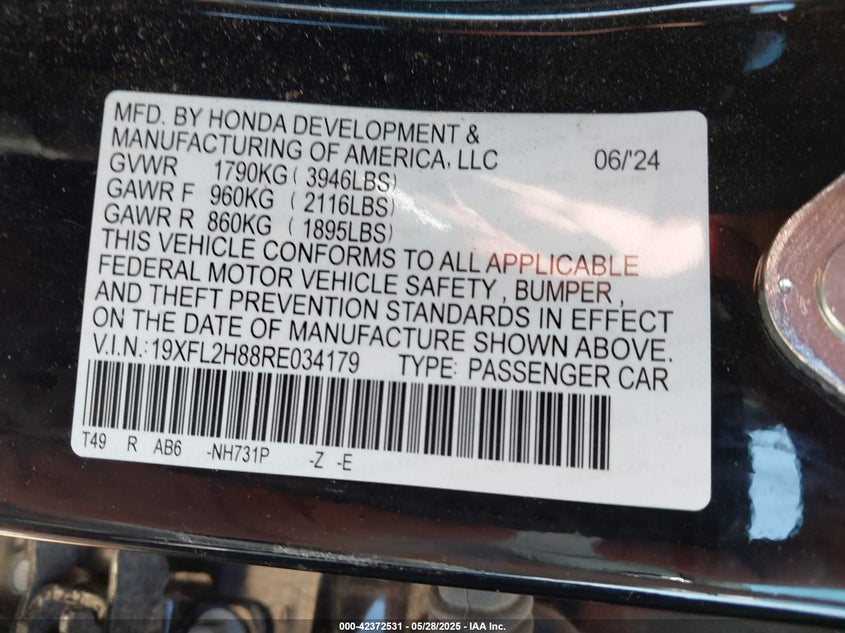 MFD. BY HONDA DEVELOPMENT &
MANUFACTURING OF AMERICA, LLC 06/'24
GVWR 1790KG ( 3946LBS)
GAWR F 960KG ( 2116LBS)
GAWR R 860KG ( 1895LBS)
THIS VEHICLE CONFORMS TO ALL APPLICABLE
FEDERAL MOTOR VEHICLE SAFETY , BUMPER ,
AND THEFT PREVENTION STANDARDS IN EFFECT
ON THE DATE OF MANUFACTURE SHOWN ABOVE.
V.I.N.: 19XFL2H88RE034179 TYPE: PASSENGER CAR
T49 R AB6 -NH731P -Z -E
000-42372531 - 05/28/2025 - IAA Inc.